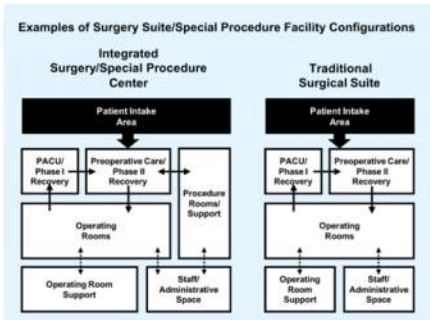 Examples of Surgery Suite/Special Procedure Facility Configurations
Integrated
Surgery/Special Procedure
Center
Patient Intake
Area
PACU/
Phase I
Recovery
Preoperative Care/
Phase II
Recovery
Procedure
Rooms/
Support
Operating
Rooms
Operating Room
Support
Staff/
Administrative
Space
Traditional
Surgical Suite
Patient Intake
Area
PACU/
Phase I
Recovery
Preoperative Care/
Phase II
Recovery
Operating
Rooms
Operating
Room
Support
Staff/
Administrative
Space